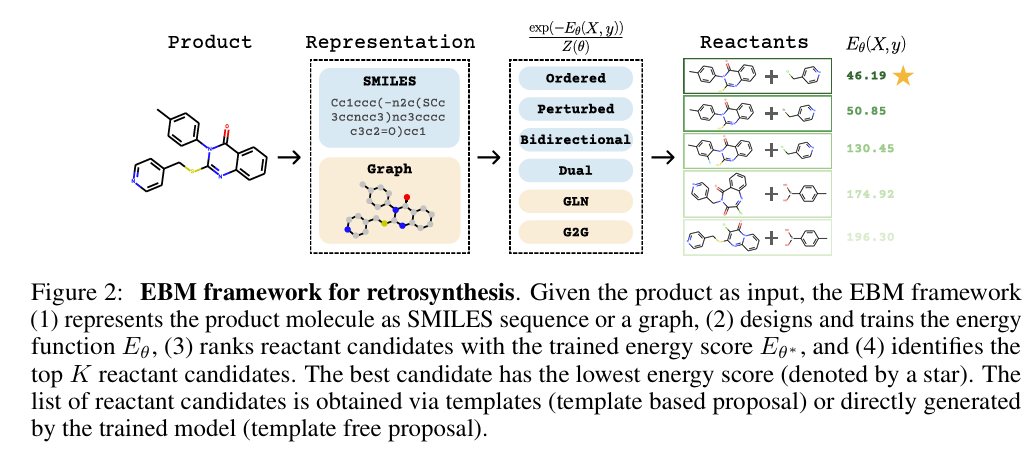 Product
Representation
exp(−E_θ(X,y))
Z(θ)
Reactants
E_θ(X,y)
SMILES
Cc1ccc(-n2c(SCc
3ccncc3)nc3cccc
c3c2=O)cc1
Graph
Ordered
Perturbed
Bidirectional
Dual
GLN
G2G
46.19
50.85
130.45
174.92
196.30
Figure 2: EBM framework for retrosynthesis. Given the product as input, the EBM framework
(1) represents the product molecule as SMILES sequence or a graph, (2) designs and trains the energy
function E_θ, (3) ranks reactant candidates with the trained energy score E_θ*, and (4) identifies the
top K reactant candidates. The best candidate has the lowest energy score (denoted by a star). The
list of reactant candidates is obtained via templates (template based proposal) or directly generated
by the trained model (template free proposal).